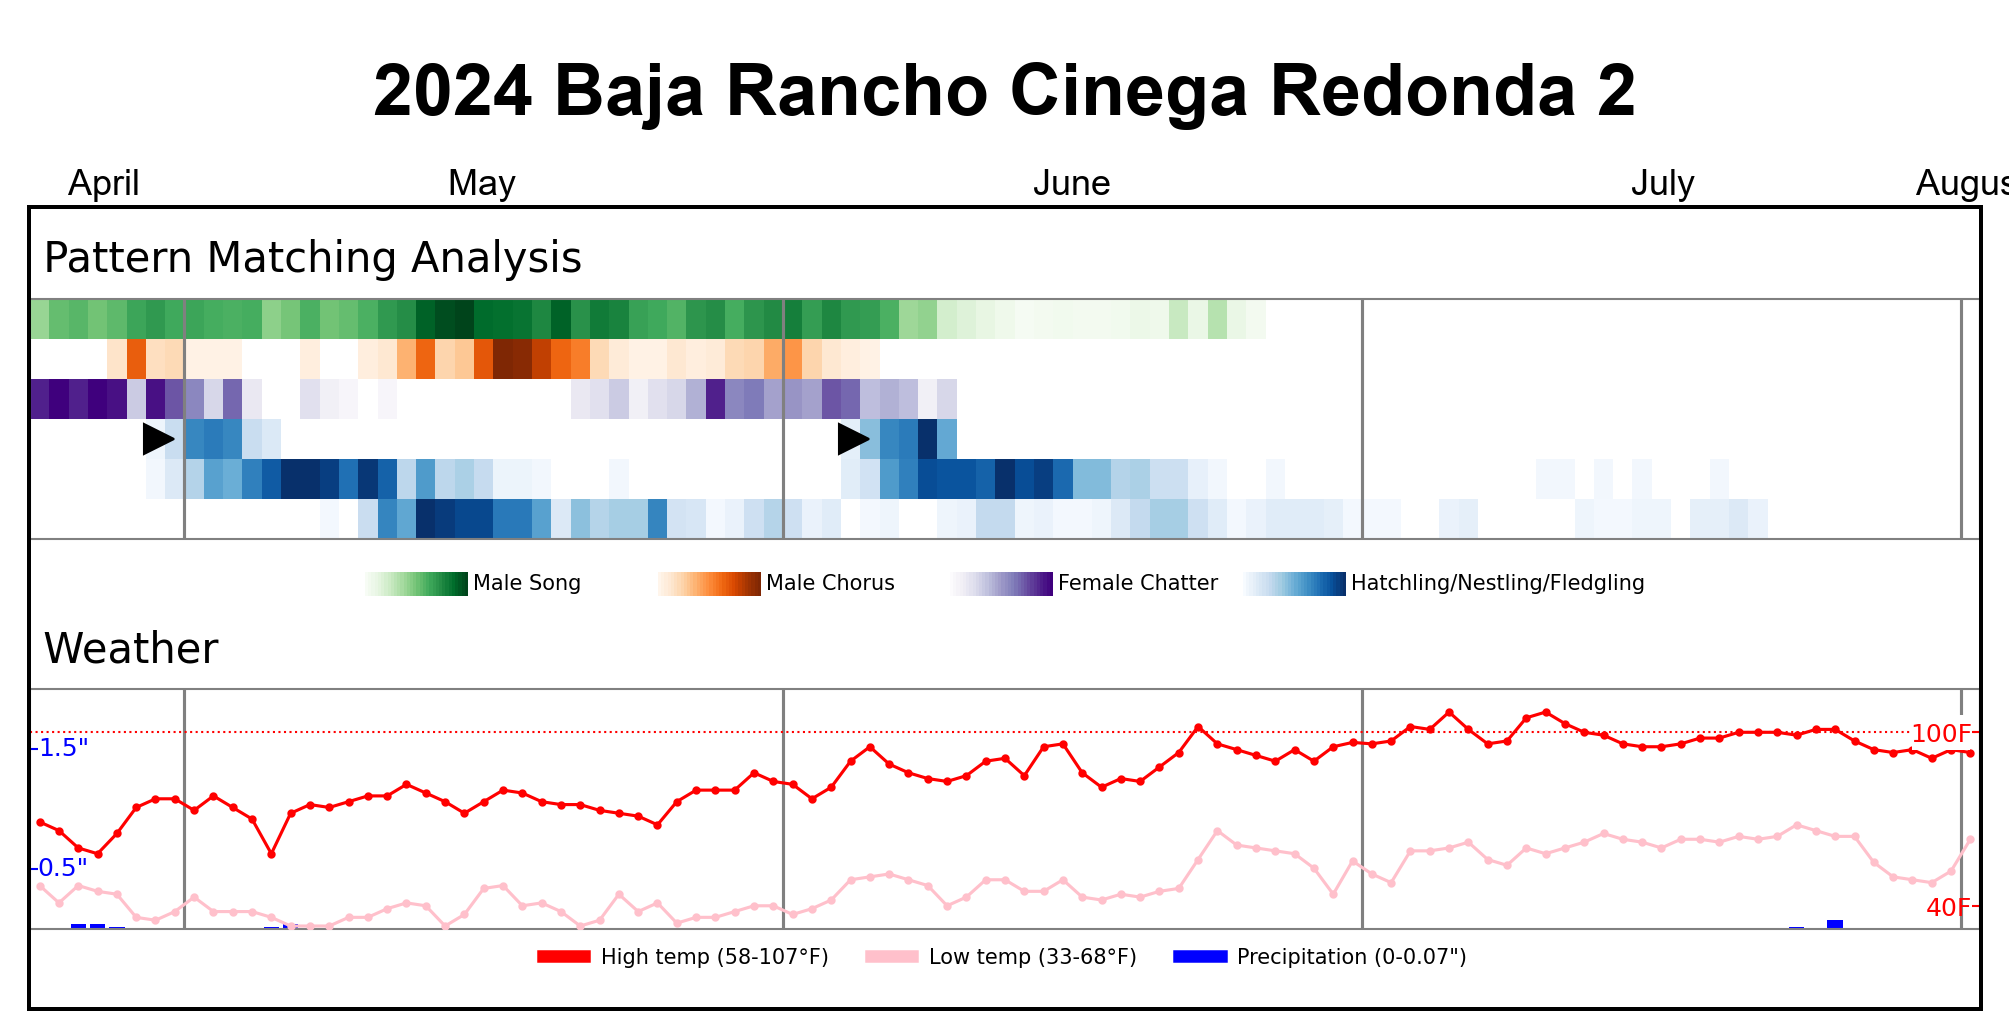 2024 Baja Rancho Cinega Redonda 2
April May June July Augus
Pattern Matching Analysis
Male Song Male Chorus Female Chatter Hatchling/Nestling/Fledgling
Weather
100F
1.5"
0.5"
40F
High temp (58-107°F) Low temp (33-68°F) Precipitation (0-0.07")